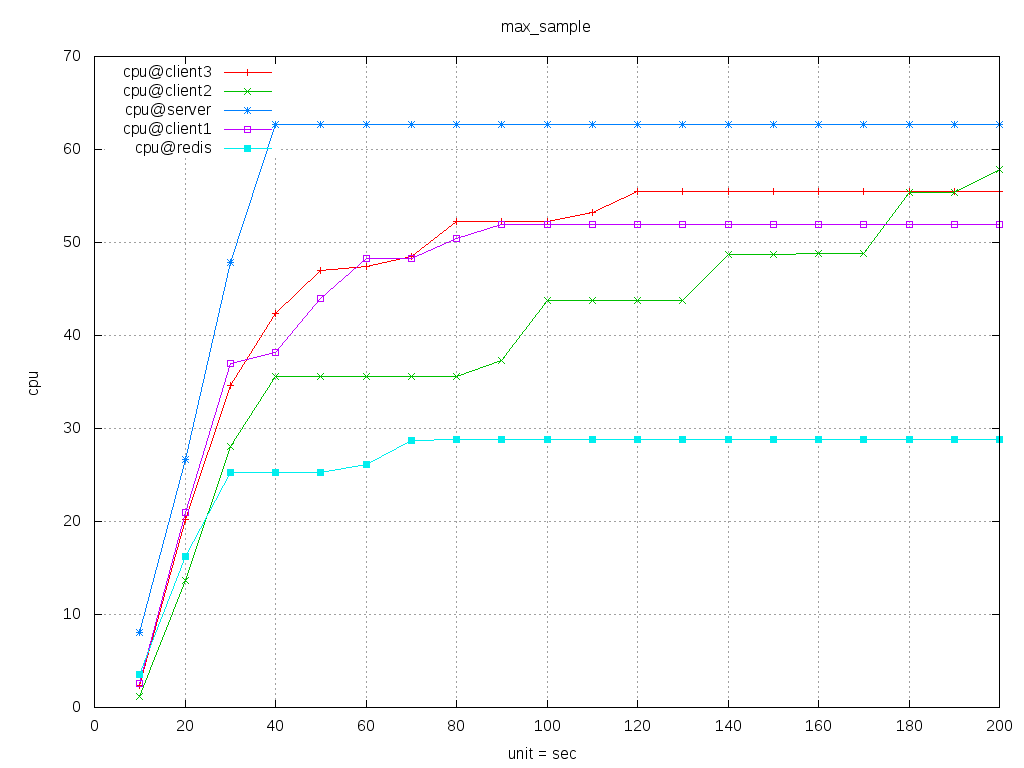 max_sample
70
60
50
40
30
20
10
0
cpu
cpu@client3
cpu@client2
cpu@server
cpu@client1
cpu@redis
0 20 40 60 80 100 120 140 160 180 200
unit = sec